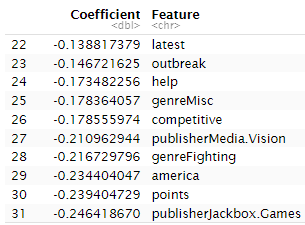 Coefficient Feature
<dbl> <chr>
22 -0.138817379 latest
23 -0.146721625 outbreak
24 -0.173482256 help
25 -0.178364057 genreMisc
26 -0.178555974 competitive
27 -0.210962944 publisherMedia.Vision
28 -0.216729796 genreFighting
29 -0.234404047 america
30 -0.239404729 points
31 -0.246418670 publisherJackbox.Games